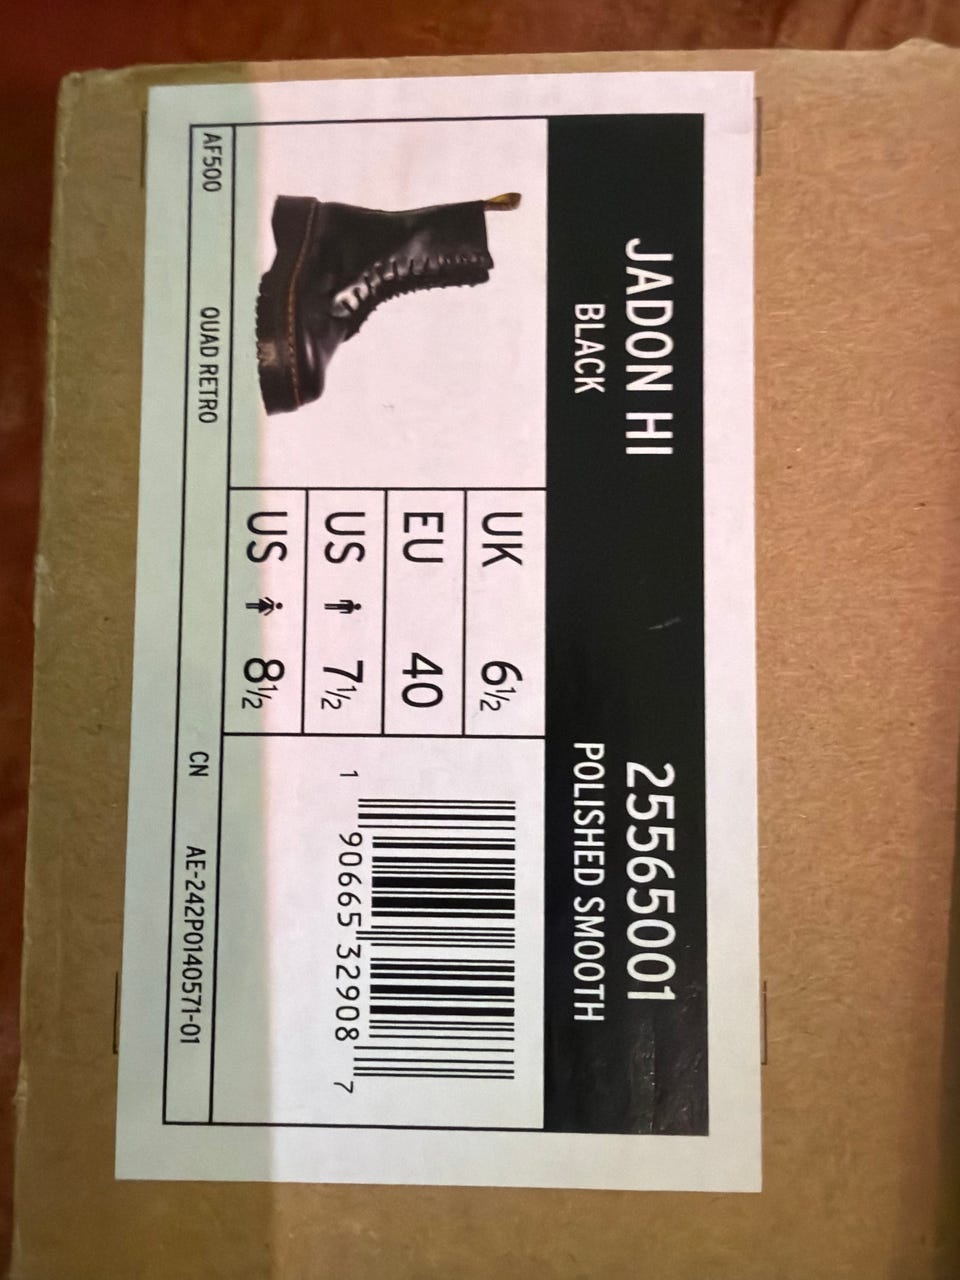 JADON HI 25565001
BLACK POLISHED SMOOTH
UK 6½
EU 40
US 7½
US 8½
1 90665 32908 7
AF500 QUAD RETRO CN AE-242P0140571-01